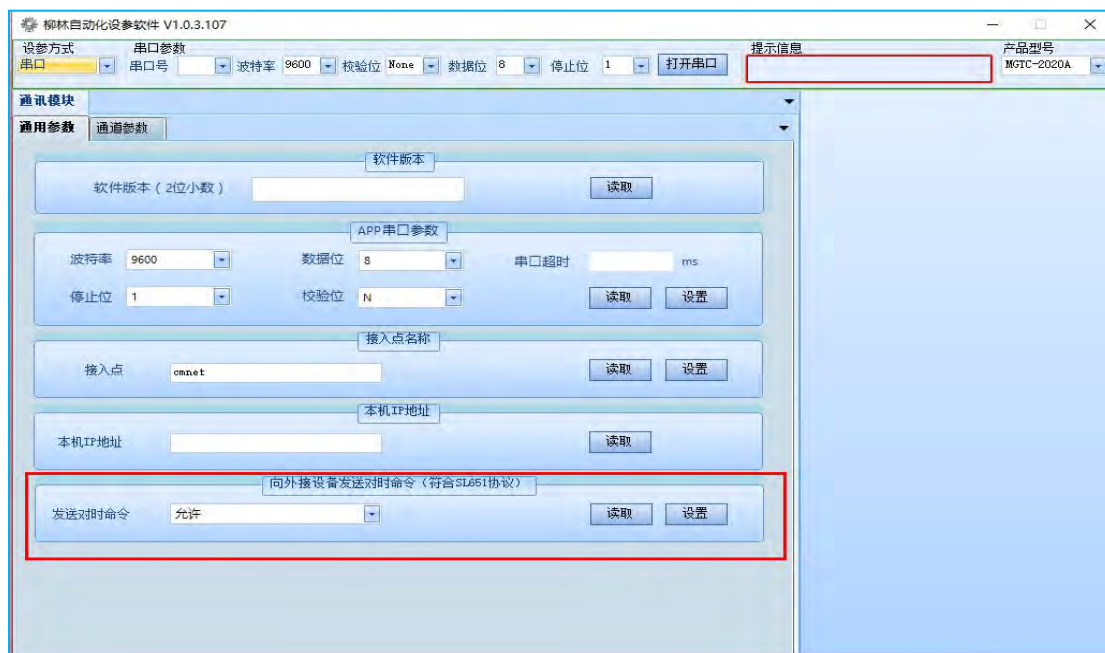 柳林自动化设参软件 V1.0.3.107
设参方式 串口参数 提示信息 产品型号
串口 串口号 波特率 9600 校验位 None 数据位 8 停止位 1 打开串口 MGTC-2020A
通讯模块
通用参数 通道参数
软件版本
软件版本(2位小数) 读取
APP串口参数
波特率 9600 数据位 8 串口超时 ms
停止位 1 校验位 N 读取 设置
接入点名称
接入点 cmnet 读取 设置
本机IP地址
本机IP地址 读取
向外接设备发送对时命令(符合SL651协议)
发送对时命令 允许 读取 设置